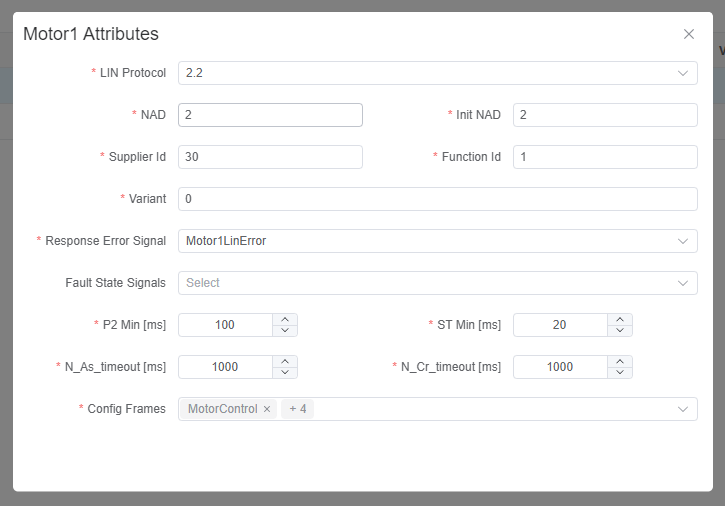 Motor1 Attributes
* LIN Protocol 2.2
* NAD 2 * Init NAD 2
* Supplier Id 30 * Function Id 1
* Variant 0
* Response Error Signal Motor1LinError
Fault State Signals Select
* P2 Min [ms] 100 * ST Min [ms] 20
* N_As_timeout [ms] 1000 * N_Cr_timeout [ms] 1000
* Config Frames MotorControl × + 4